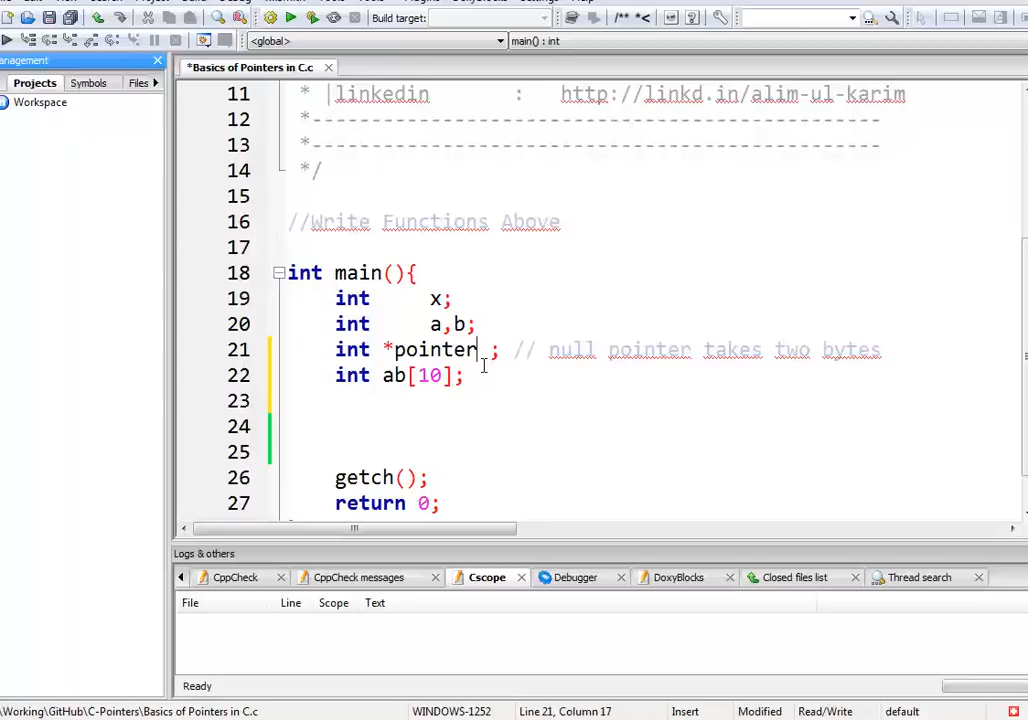 Build target:
<global>
main() : int
anagement
*Basics of Pointers in C.c
Projects Symbols Files
Workspace
11 * |linkedin : http://linkd.in/alim-ul-karim
12 *------------------------------------------------
13 *------------------------------------------------
14 */
15
16 //Write Functions Above
17
18 int main(){
19 int x;
20 int a,b;
21 int *pointer ; // null pointer takes two bytes
22 int ab[10];
23
24
25
26 getch();
27 return 0;
Logs & others
CppCheck CppCheck messages Cscope Debugger DoxyBlocks Closed files list Thread search
File Line Scope Text
Ready
\Working\GitHub\C-Pointers\Basics of Pointers in C.c WINDOWS-1252 Line 21, Column 17 Insert Modified Read/Write default